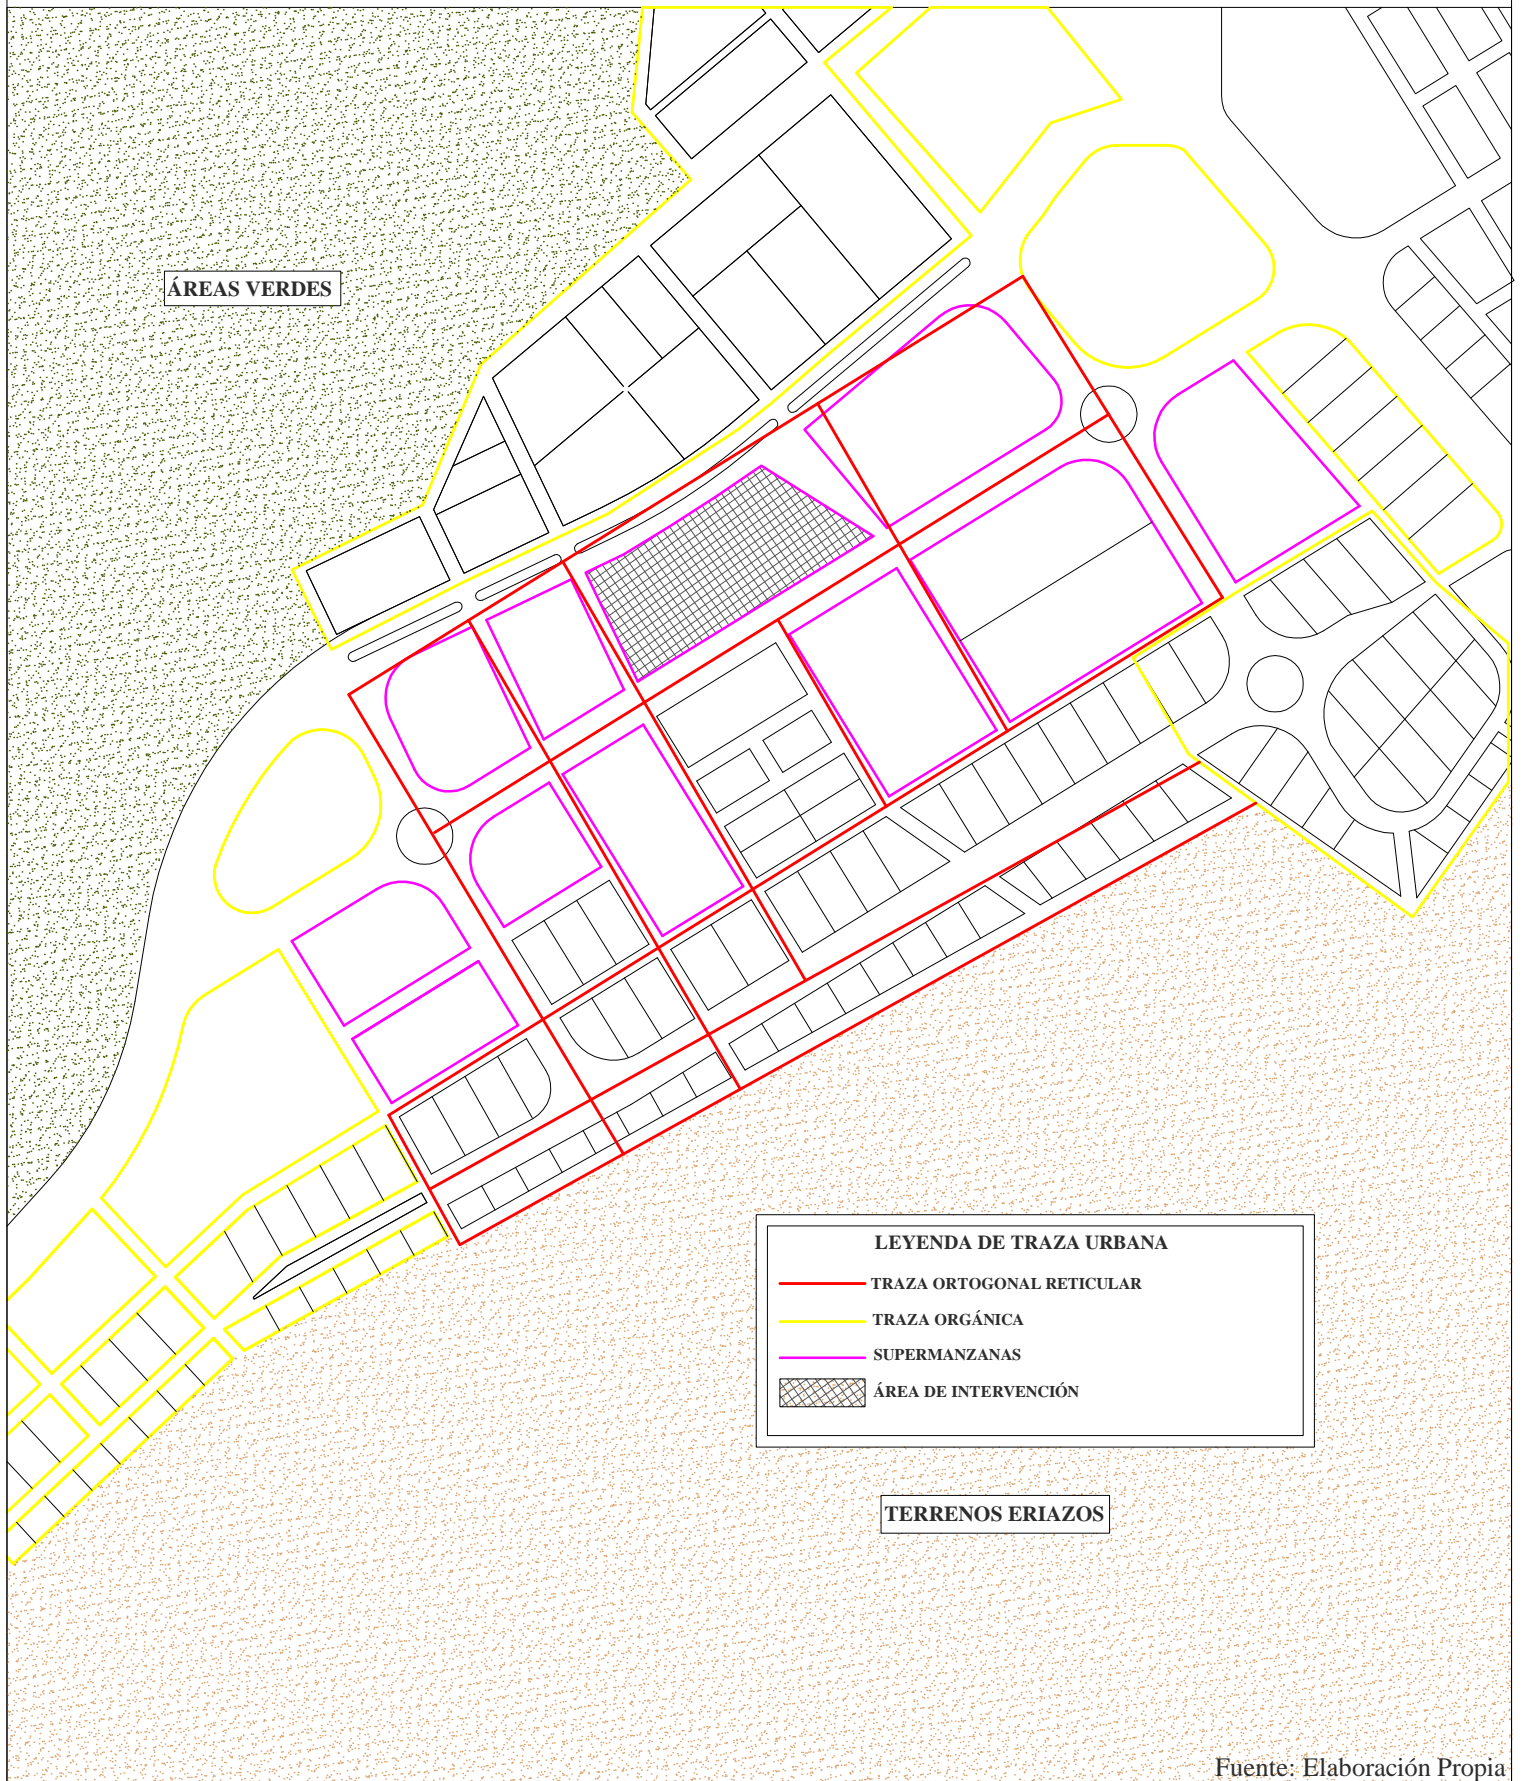 ÁREAS VERDES
LEYENDA DE TRAZA URBANA
TRAZA ORTOGONAL RETICULAR
TRAZA ORGÁNICA
SUPERMANZANAS
ÁREA DE INTERVENCIÓN
TERRENOS ERIAZOS
Fuente: Elaboración Propia